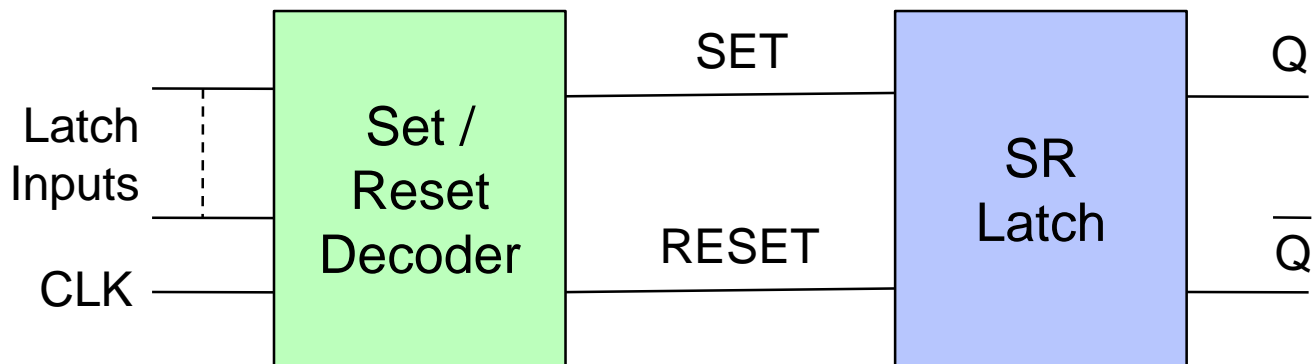 Latch
Inputs
CLK
Set /
Reset
Decoder
SET
RESET
SR
Latch
Q
Q̅